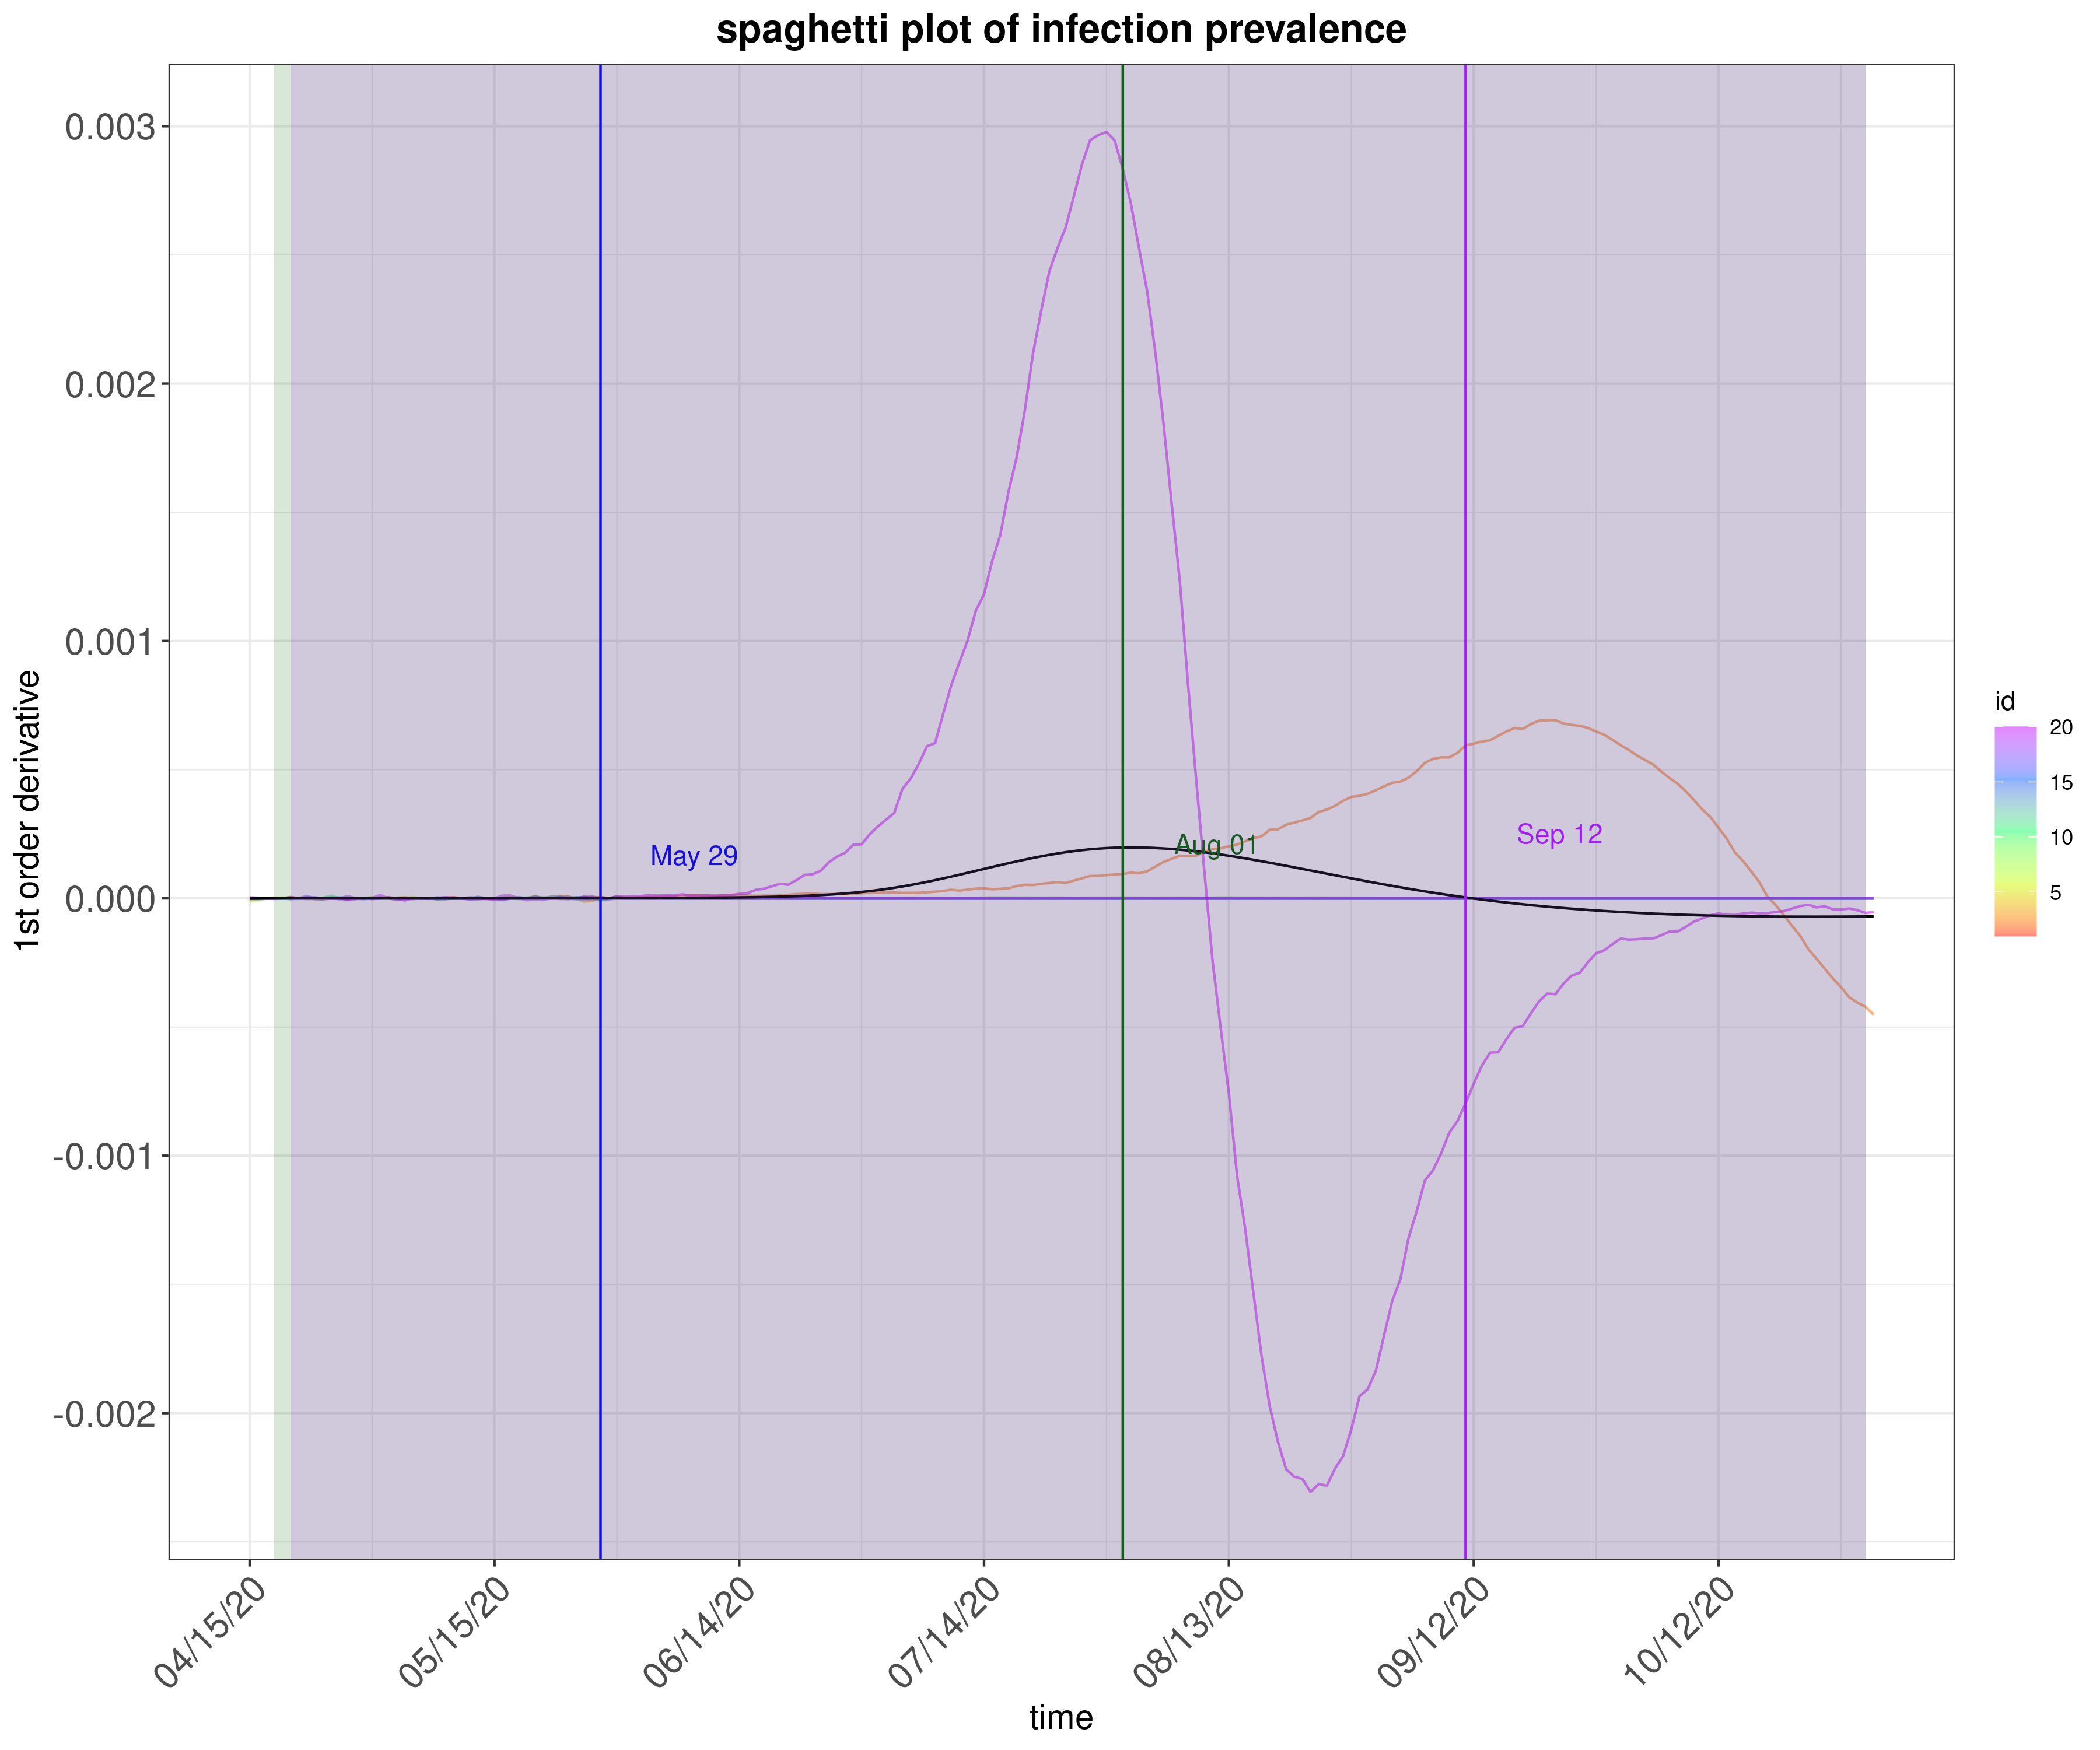 spaghetti plot of infection prevalence
0.003
0.002
0.001
0.000
-0.001
-0.002
1st order derivative
May 29
Aug 01
Sep 12
id
20
15
10
5
04/15/20
05/15/20
06/14/20
07/14/20
08/13/20
09/12/20
10/12/20
time